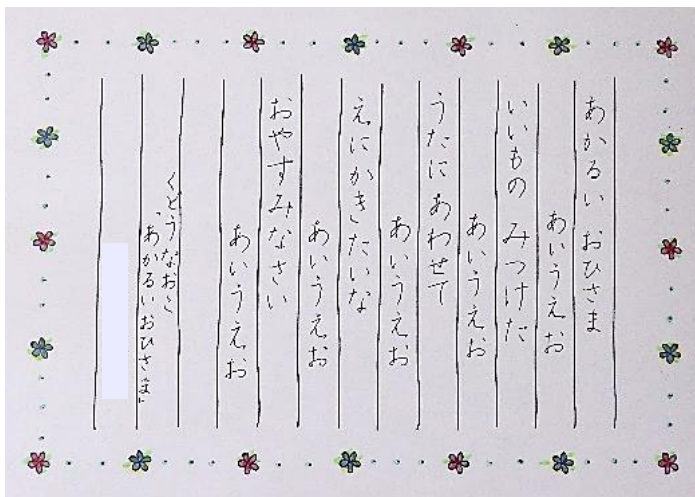 あかるい おひさま
あいうえお
いいもの みつけた
あいうえお
うたにあわせて
あいうえお
えにかきたいな
あいうえお
おやすみなさい
あいうえお
くどうなおこ
「あかるいおひさま」